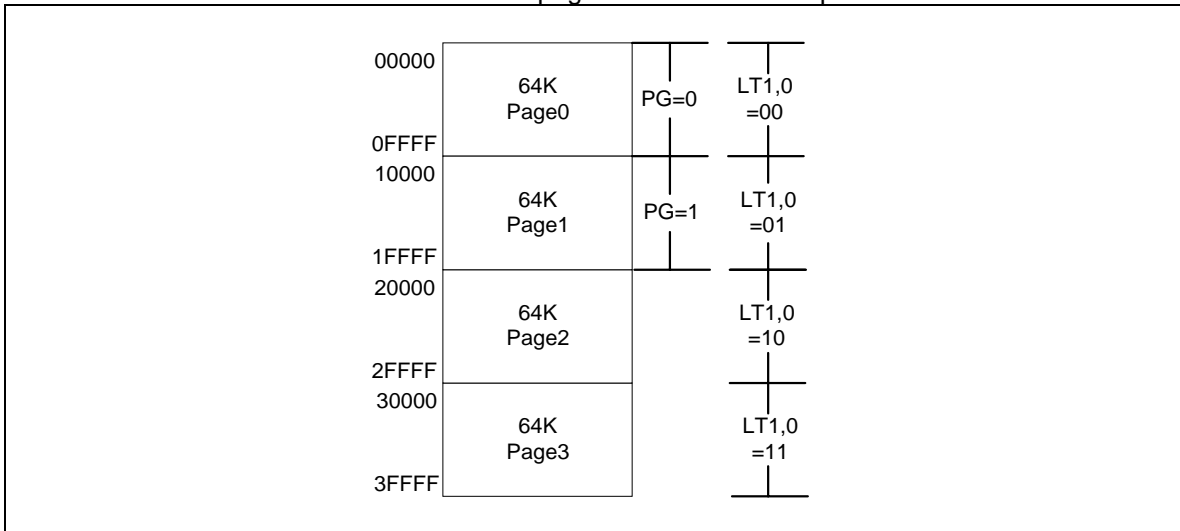 00000
64K
Page0
PG=0
LT1,0
=00
0FFFF
10000
64K
Page1
PG=1
LT1,0
=01
1FFFF
20000
64K
Page2
LT1,0
=10
2FFFF
30000
64K
Page3
LT1,0
=11
3FFFF